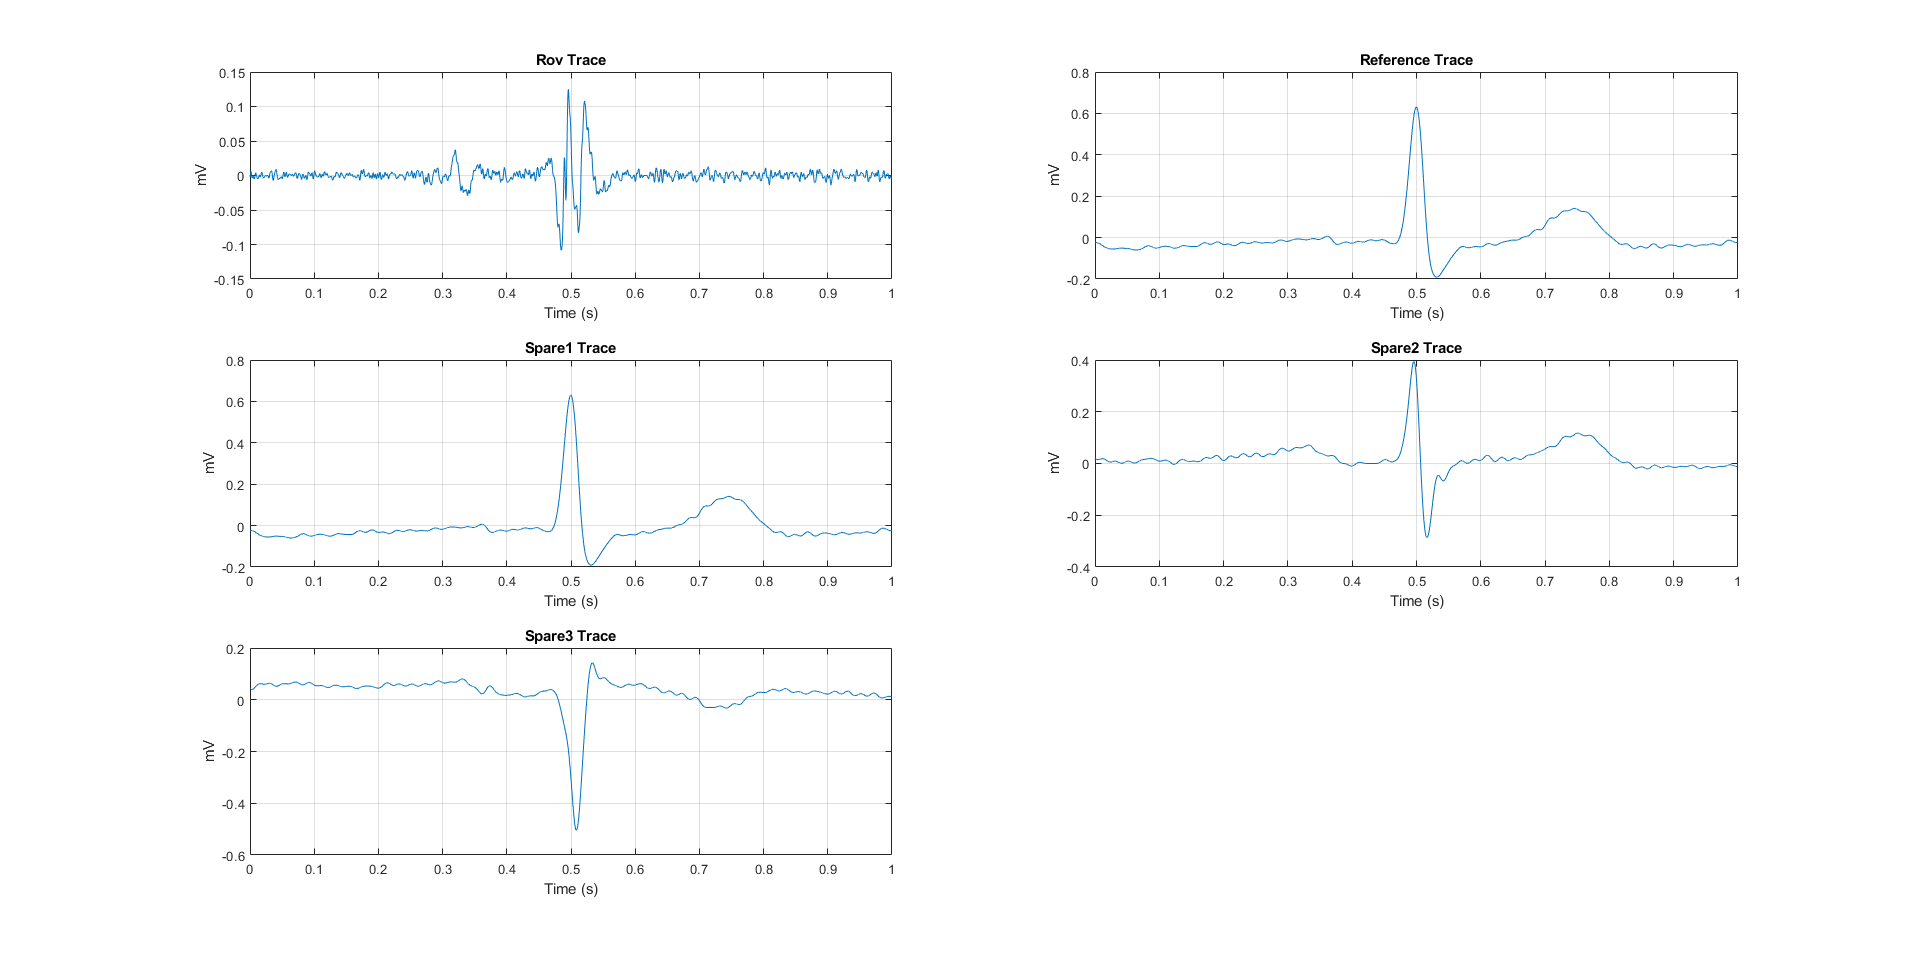 Rov Trace
0.15
0.1
0.05
0
-0.05
-0.1
-0.15
mV
0 0.1 0.2 0.3 0.4 0.5 0.6 0.7 0.8 0.9 1
Time (s)
Reference Trace
0.8
0.6
0.4
0.2
0
-0.2
mV
0 0.1 0.2 0.3 0.4 0.5 0.6 0.7 0.8 0.9 1
Time (s)
Spare1 Trace
0.8
0.6
0.4
0.2
0
-0.2
mV
0 0.1 0.2 0.3 0.4 0.5 0.6 0.7 0.8 0.9 1
Time (s)
Spare2 Trace
0.4
0.2
0
-0.2
-0.4
mV
0 0.1 0.2 0.3 0.4 0.5 0.6 0.7 0.8 0.9 1
Time (s)
Spare3 Trace
0.2
0
-0.2
-0.4
-0.6
mV
0 0.1 0.2 0.3 0.4 0.5 0.6 0.7 0.8 0.9 1
Time (s)